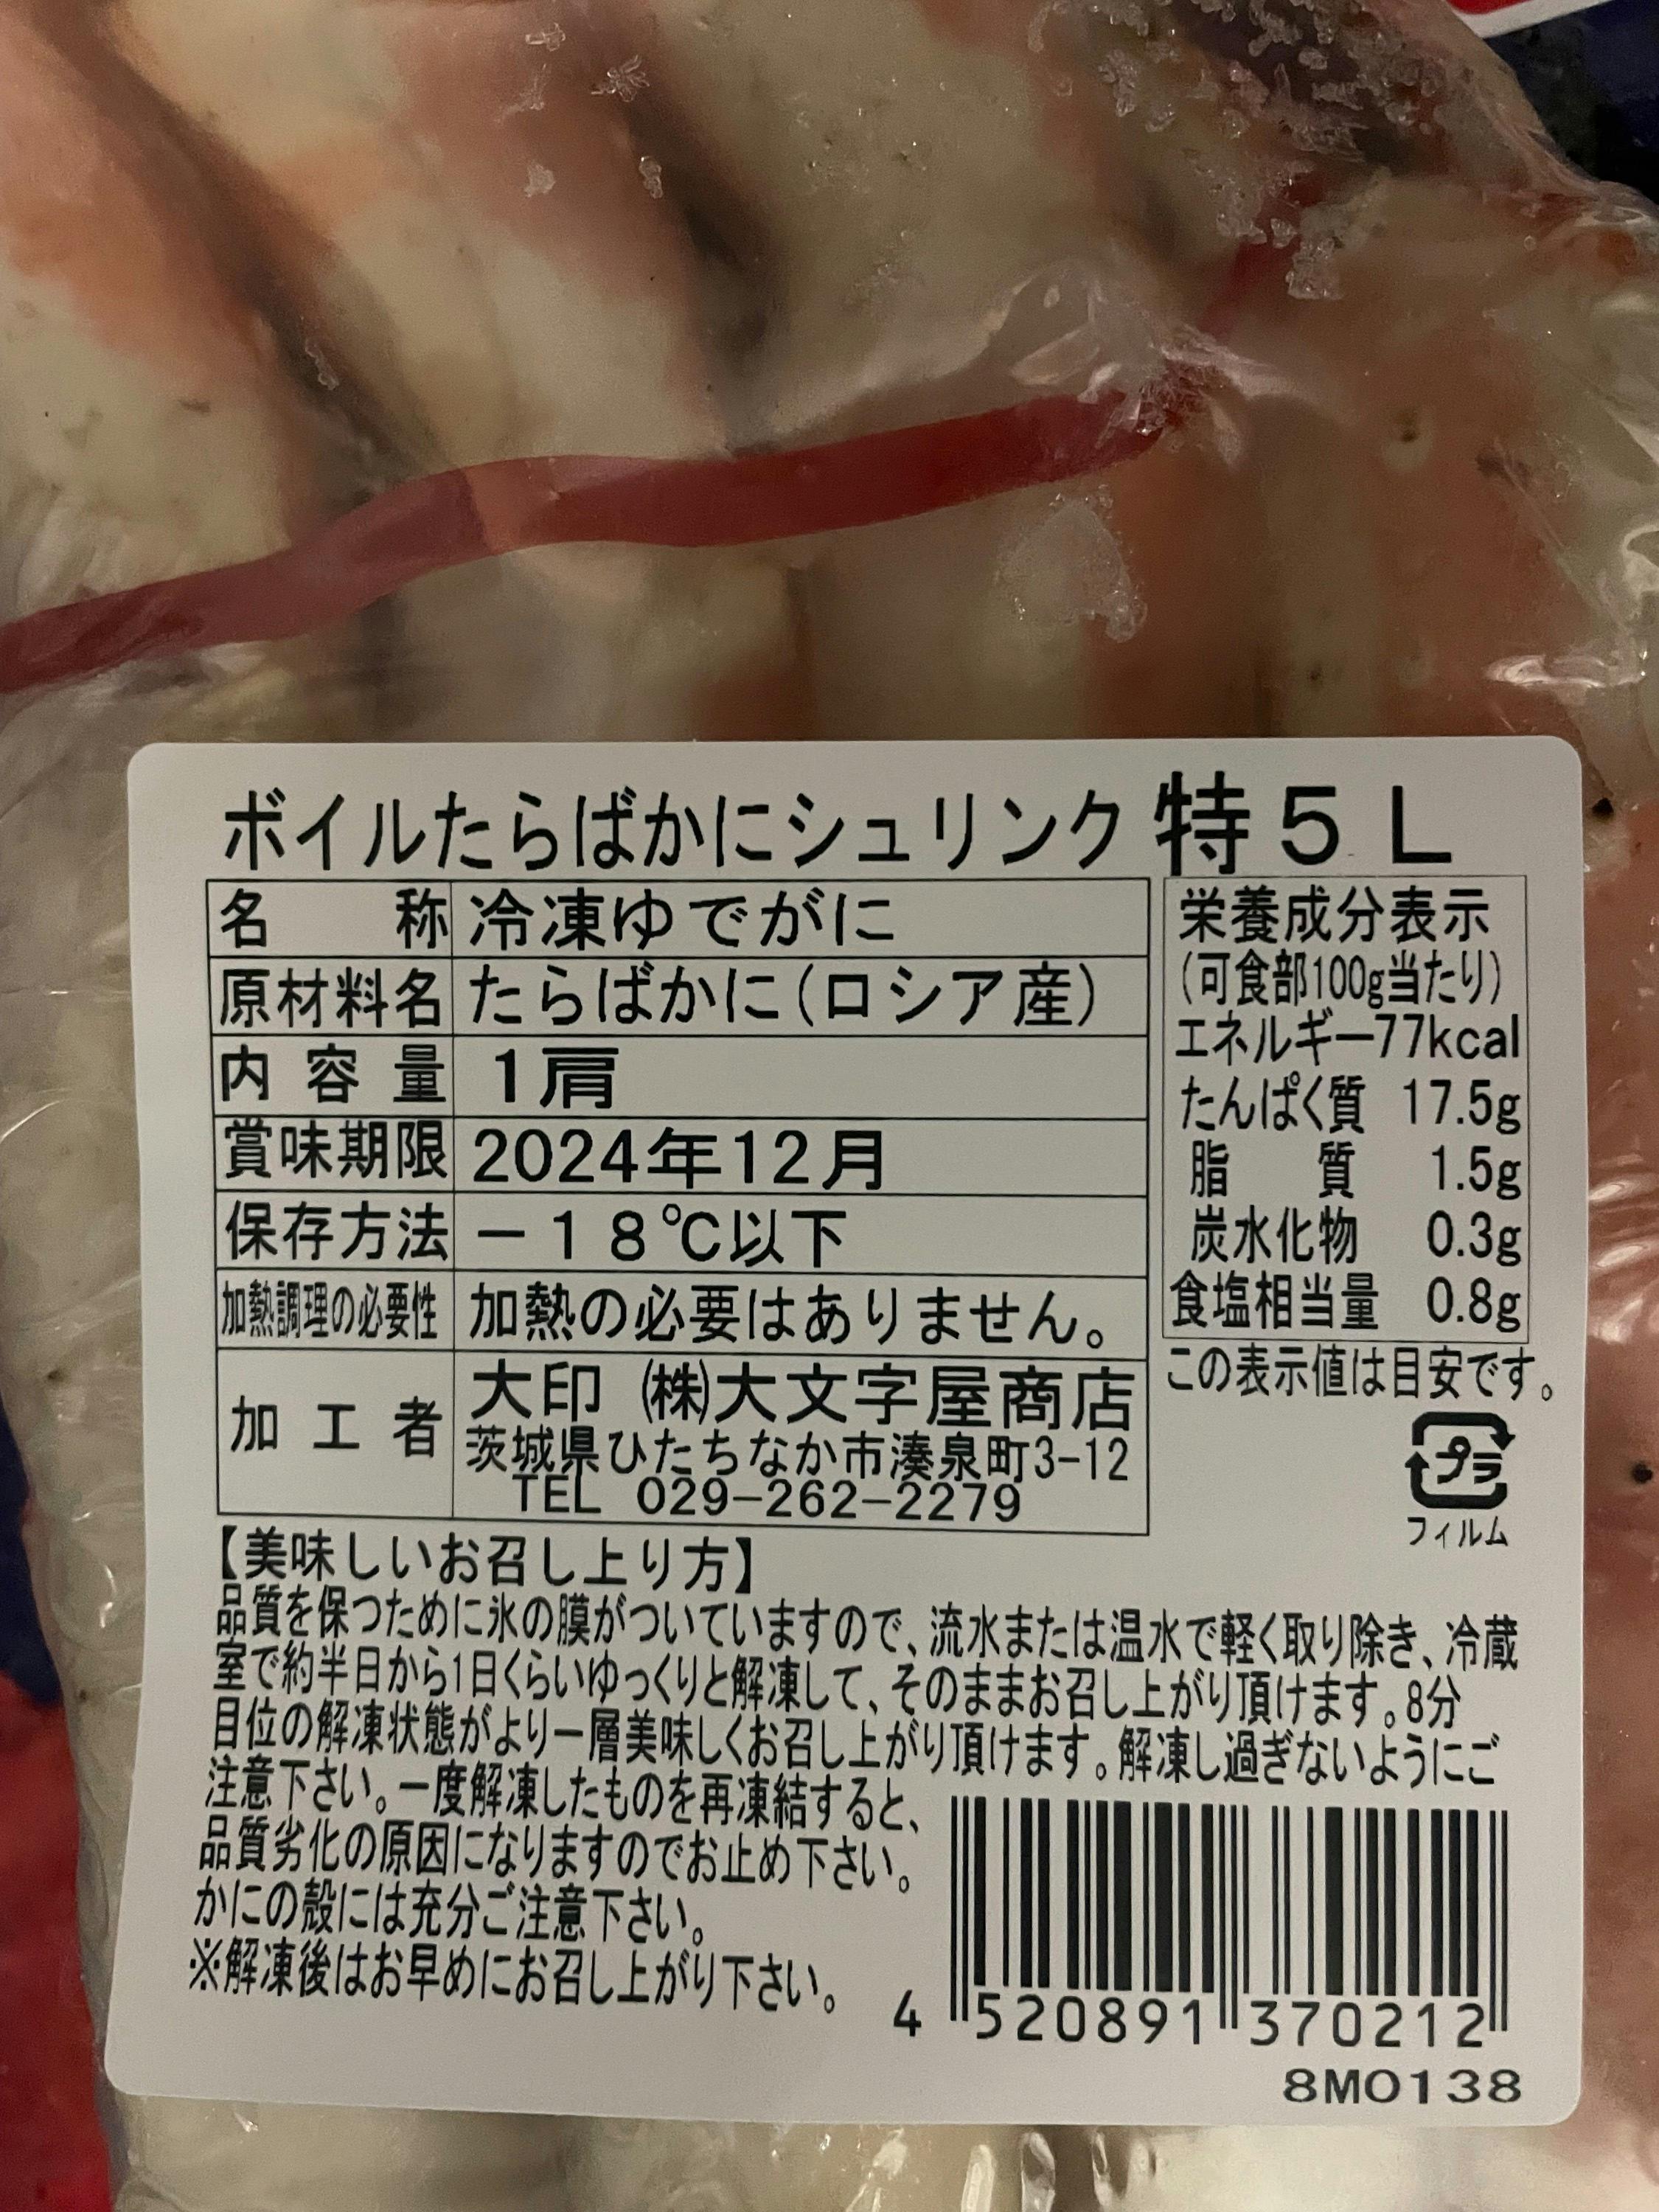 ボイルたらばかにシュリンク 特5L
名称 冷凍ゆでがに
原材料名 たらばかに(ロシア産)
内容量 1肩
賞味期限 2024年12月
保存方法 −18℃以下
加熱調理の必要性 加熱の必要はありません。
加工者 大印 ㈱大文字屋商店
茨城県ひたちなか市湊泉町3-12
TEL 029-262-2279
栄養成分表示
(可食部100g当たり)
エネルギー77kcal
たんぱく質 17.5g
脂質 1.5g
炭水化物 0.3g
食塩相当量 0.8g
この表示値は目安です。
プラ
フィルム
【美味しいお召し上り方】
品質を保つために氷の膜がついていますので、流水または温水で軽く取り除き、冷蔵
室で約半日から1日くらいゆっくりと解凍して、そのままお召し上がり頂けます。8分
目位の解凍状態がより一層美味しくお召し上がり頂けます。解凍し過ぎないようにご
注意下さい。一度解凍したものを再凍結すると、
品質劣化の原因になりますのでお止め下さい。
かにの殻には充分ご注意下さい。
※解凍後はお早めにお召し上がり下さい。
4 520891 370212
8M0138